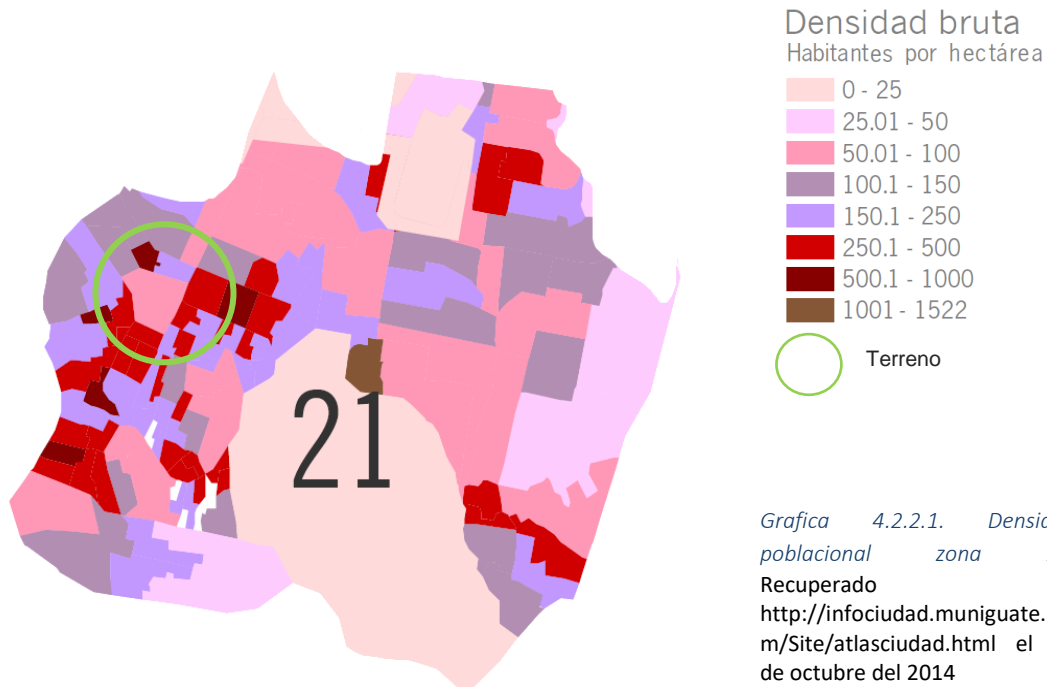 Densidad bruta
Habitantes por hectárea
0 - 25
25.01 - 50
50.01 - 100
100.1 - 150
150.1 - 250
250.1 - 500
500.1 - 1000
1001 - 1522
Terreno
21
Grafica 4.2.2.1.
poblacional zona
Recuperado
http://infociudad.muniguate.
m/Site/atlasciudad.html el
de octubre del 2014